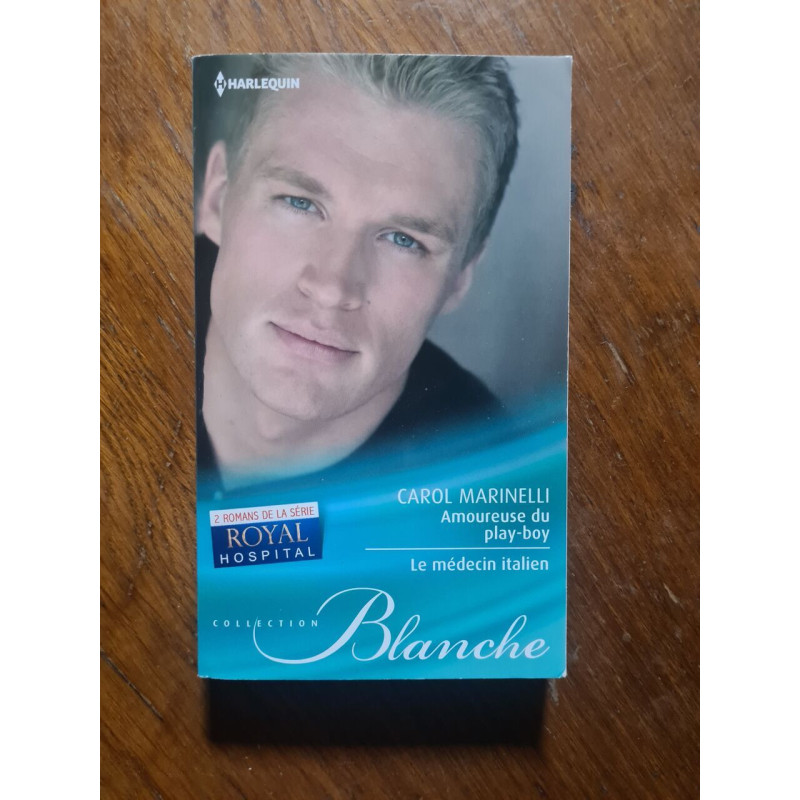 HARLEQUIN
CAROL MARINELLI
Amoureuse du
play-boy
Le médecin italien
2 ROMANS DE LA SÉRIE
ROYAL
HOSPITAL
COLLECTION
Blanche